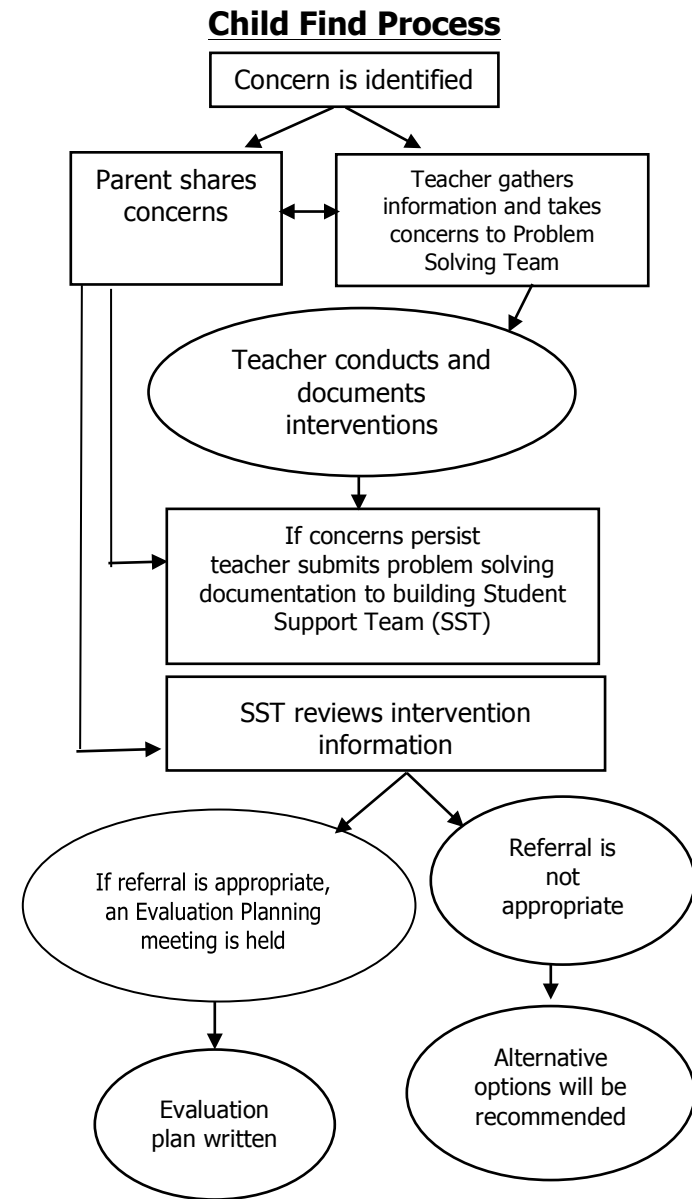 Child Find Process
Concern is identified
Parent shares
concerns
Teacher gathers
information and takes
concerns to Problem
Solving Team
Teacher conducts and
documents
interventions
If concerns persist
teacher submits problem solving
documentation to building Student
Support Team (SST)
SST reviews intervention
information
If referral is appropriate,
an Evaluation Planning
meeting is held
Referral is
not
appropriate
Evaluation
plan written
Alternative
options will be
recommended